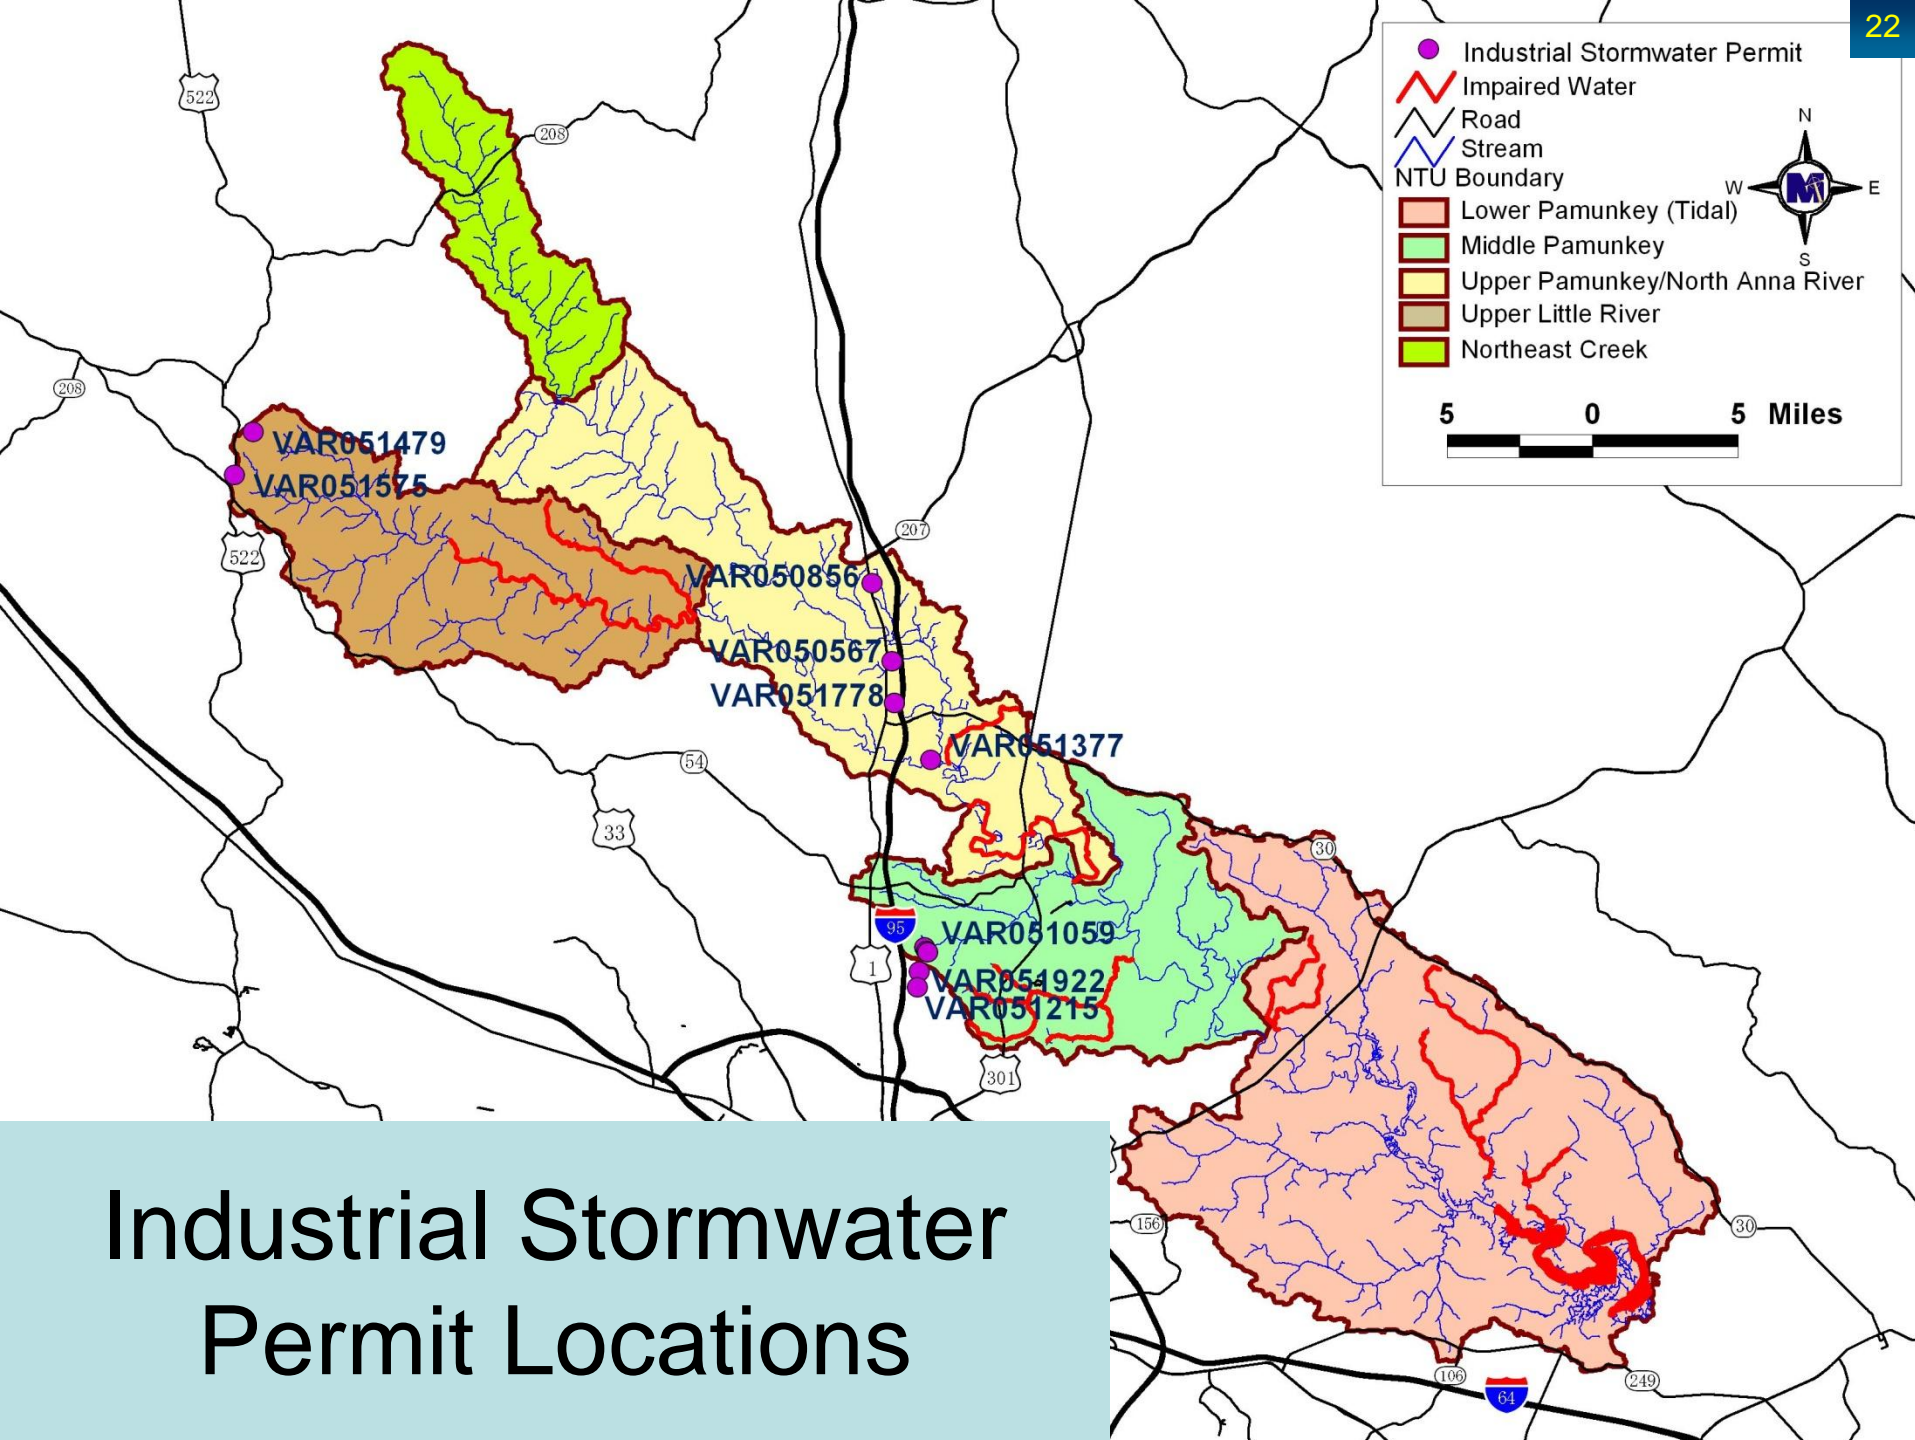 22
Industrial Stormwater Permit
Impaired Water
Road
Stream
NTU Boundary
Lower Pamunkey (Tidal)
Middle Pamunkey
Upper Pamunkey/North Anna River
Upper Little River
Northeast Creek
N
W
E
S
M
5 0 5 Miles
522
208
208
VAR051479
VAR051575
522
207
VAR050856
VAR050567
VAR051778
VAR051377
54
33
30
95
VAR051059
1
VAR051922
VAR051215
301
156
30
106
249
64
Industrial Stormwater
Permit Locations